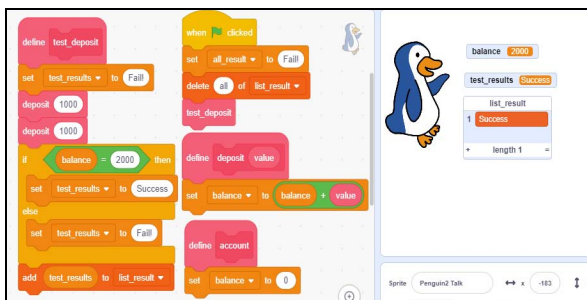 define test_deposit
set test_results to Fail!
deposit 1000
deposit 1000
if balance = 2000 then
set test_results to Success
else
set test_results to Fail!
add test_results to list_result
when clicked
set all_result to Fail!
delete all of list_result
test_deposit
define deposit value
set balance to balance + value
define account
set balance to 0
balance 2000
test_results Success
list_result
1 Success
+ length 1 =
Sprite Penguin2 Talk x -183